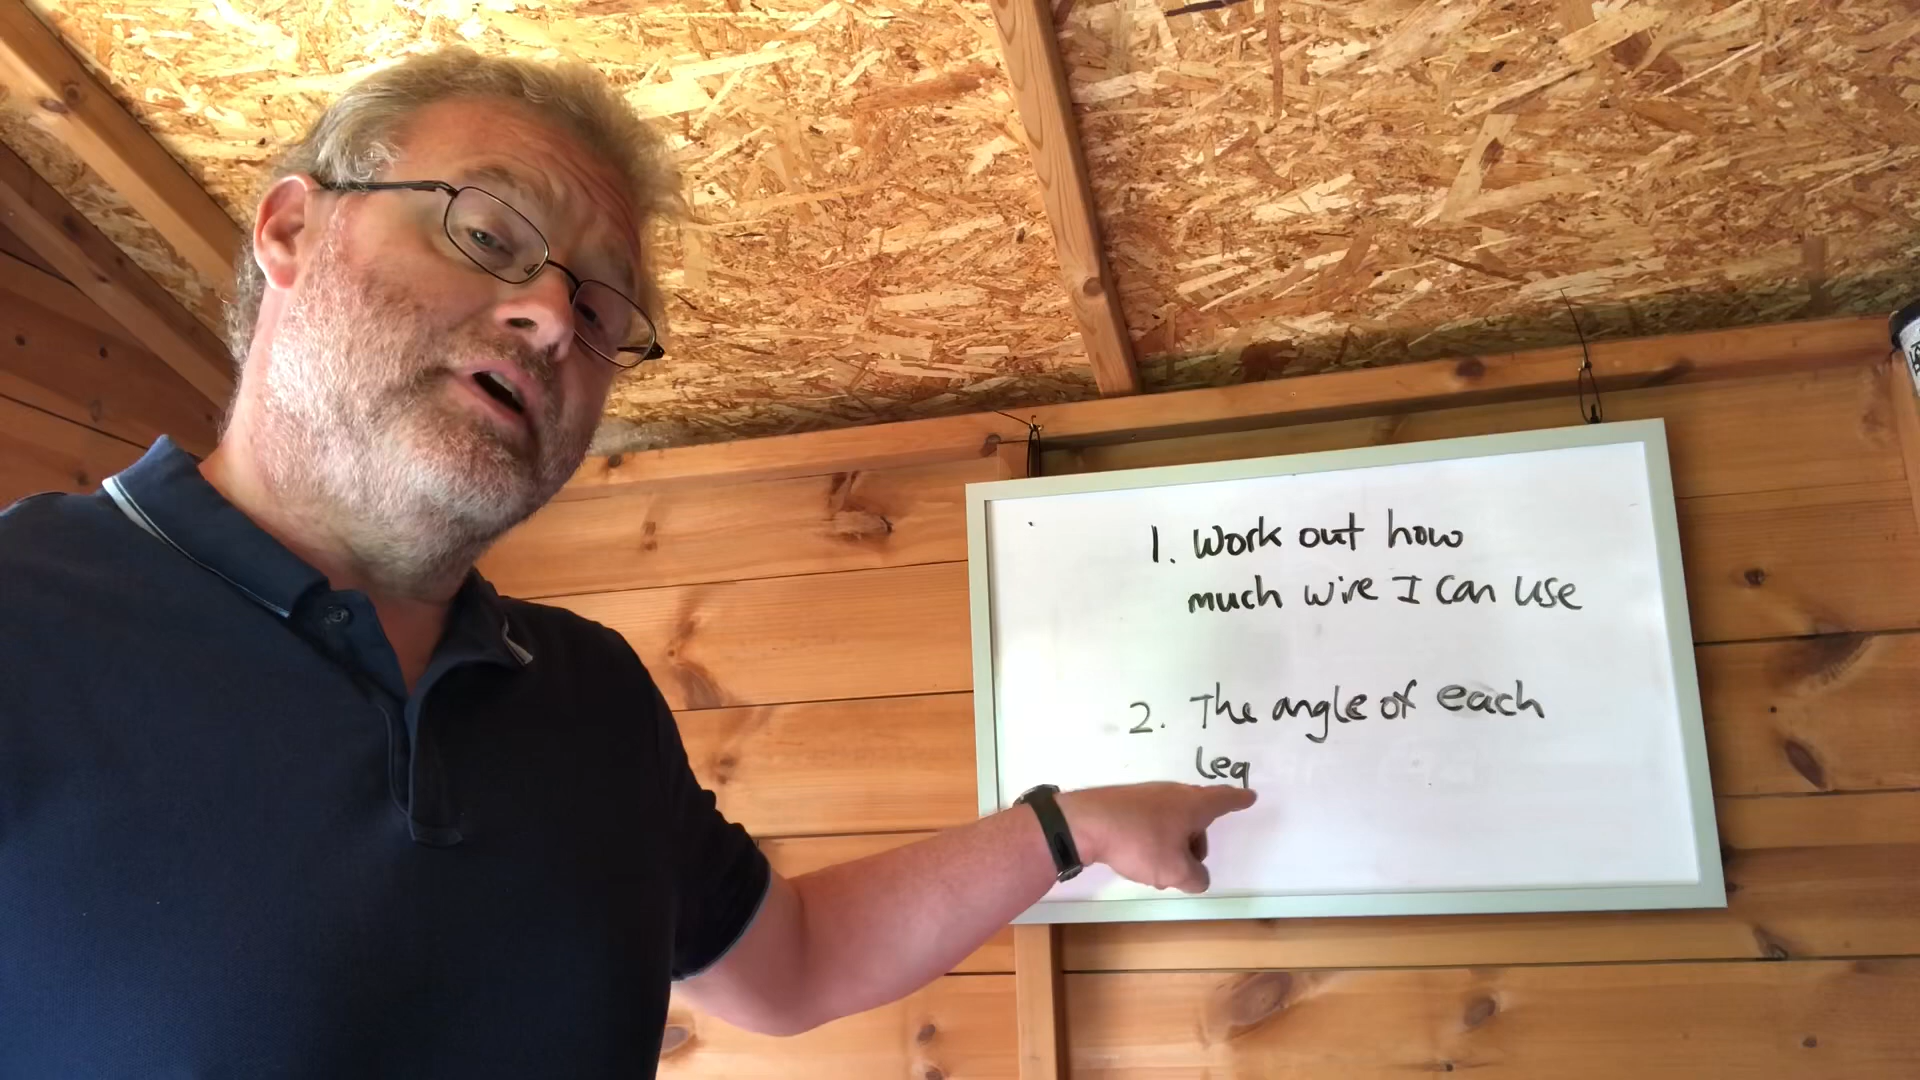 1. Work out how
much wire I can use
2. The angle of each
leg